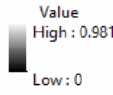 Value
High : 0.981
Low : 0